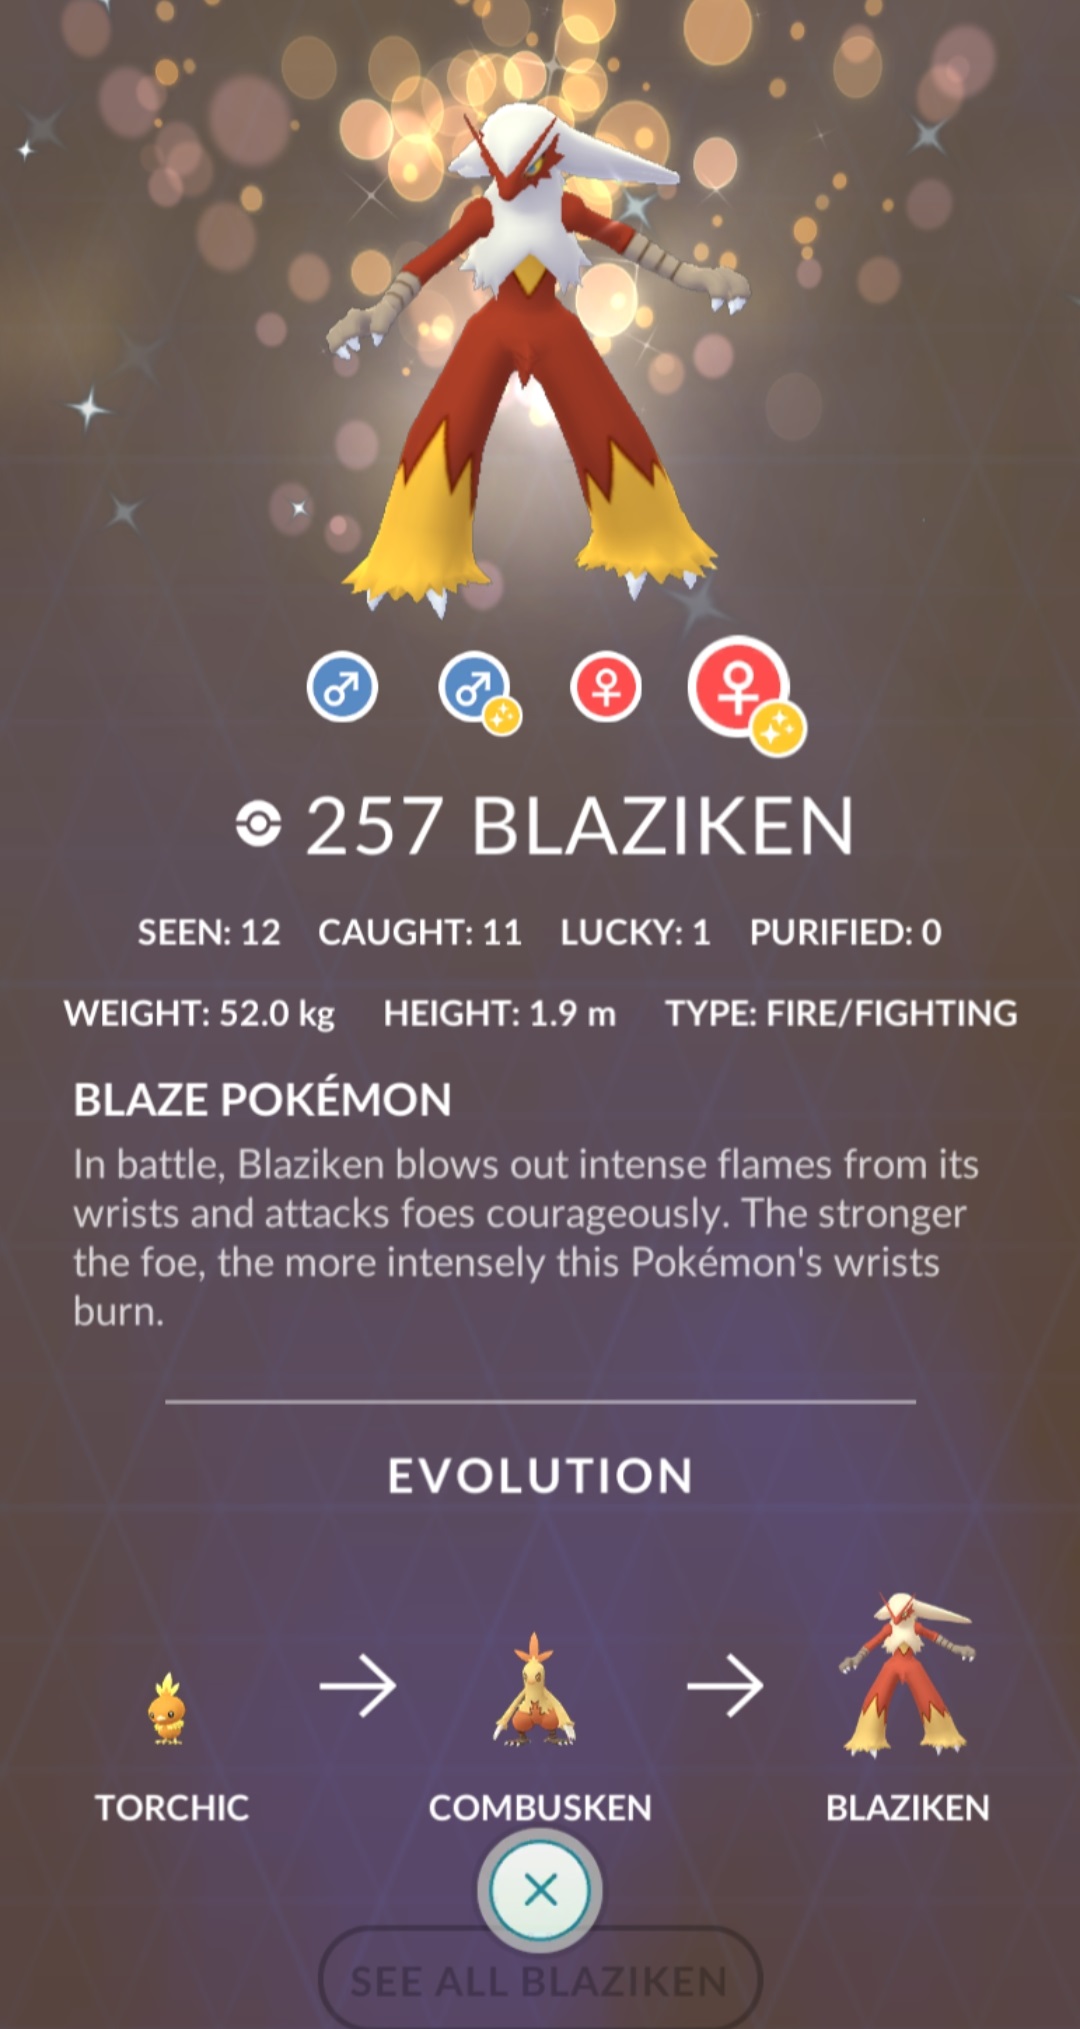 257 BLAZIKEN
SEEN: 12 CAUGHT: 11 LUCKY: 1 PURIFIED: 0
WEIGHT: 52.0 kg HEIGHT: 1.9 m TYPE: FIRE/FIGHTING
BLAZE POKÉMON
In battle, Blaziken blows out intense flames from its
wrists and attacks foes courageously. The stronger
the foe, the more intensely this Pokémon's wrists
burn.
EVOLUTION
TORCHIC COMBUSKEN BLAZIKEN
SEE ALL BLAZIKEN